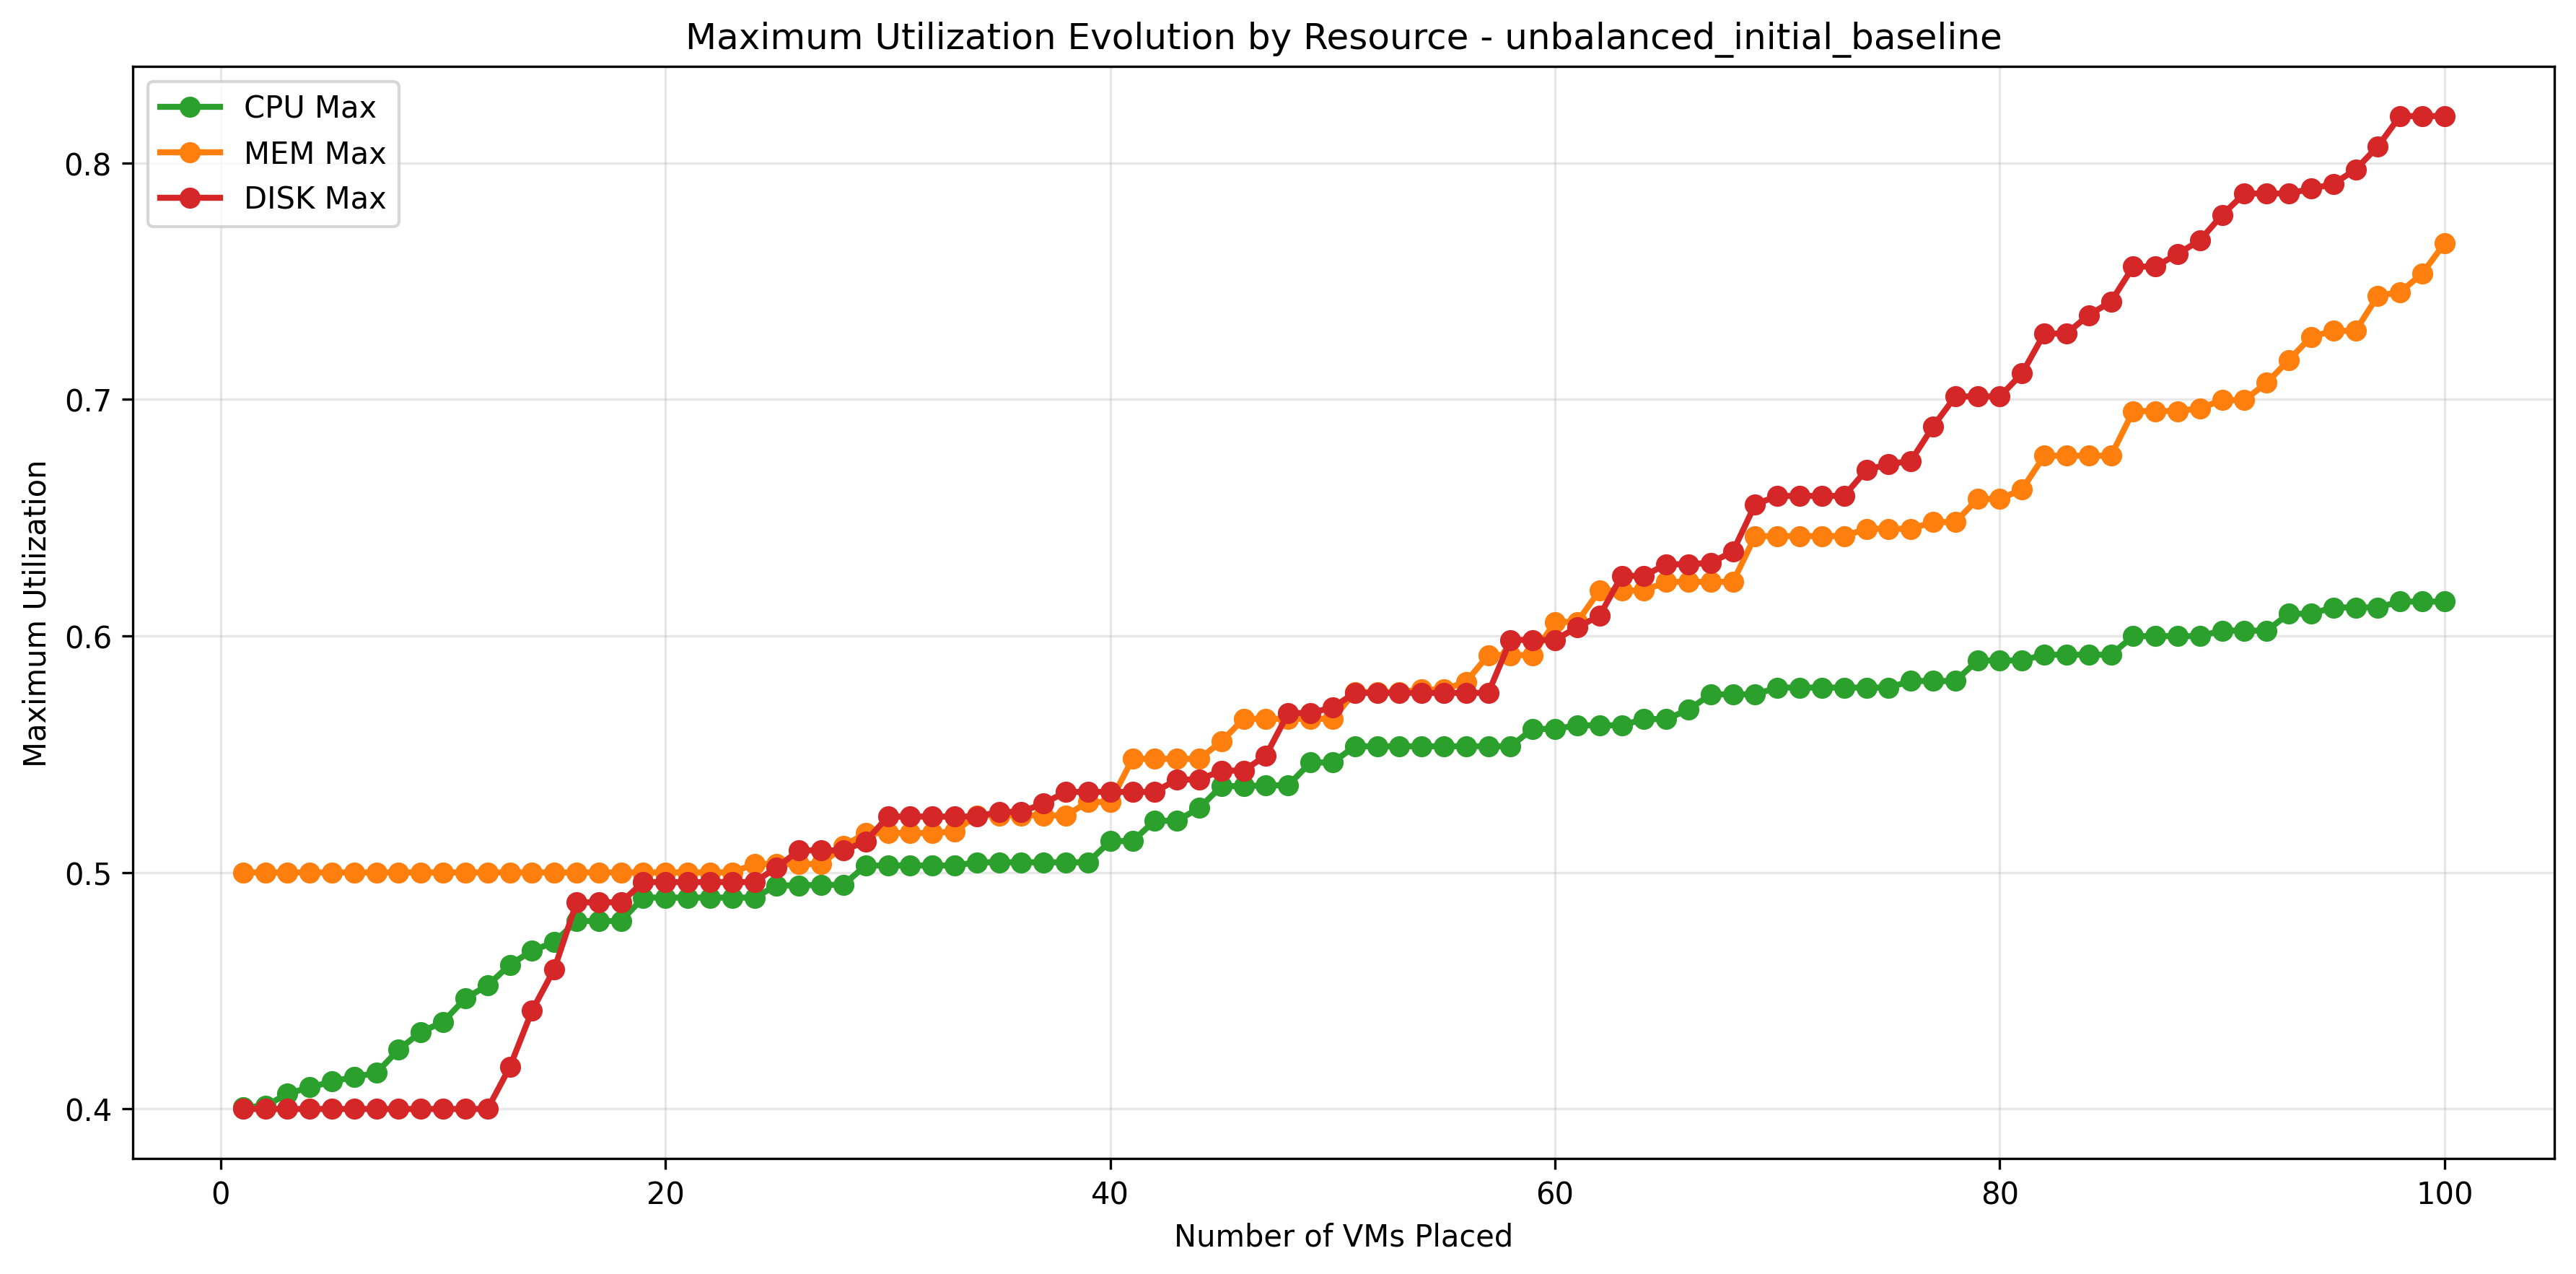 Maximum Utilization Evolution by Resource - unbalanced_initial_baseline
CPU Max
MEM Max
DISK Max
Maximum Utilization
0.8
0.7
0.6
0.5
0.4
0 20 40 60 80 100
Number of VMs Placed